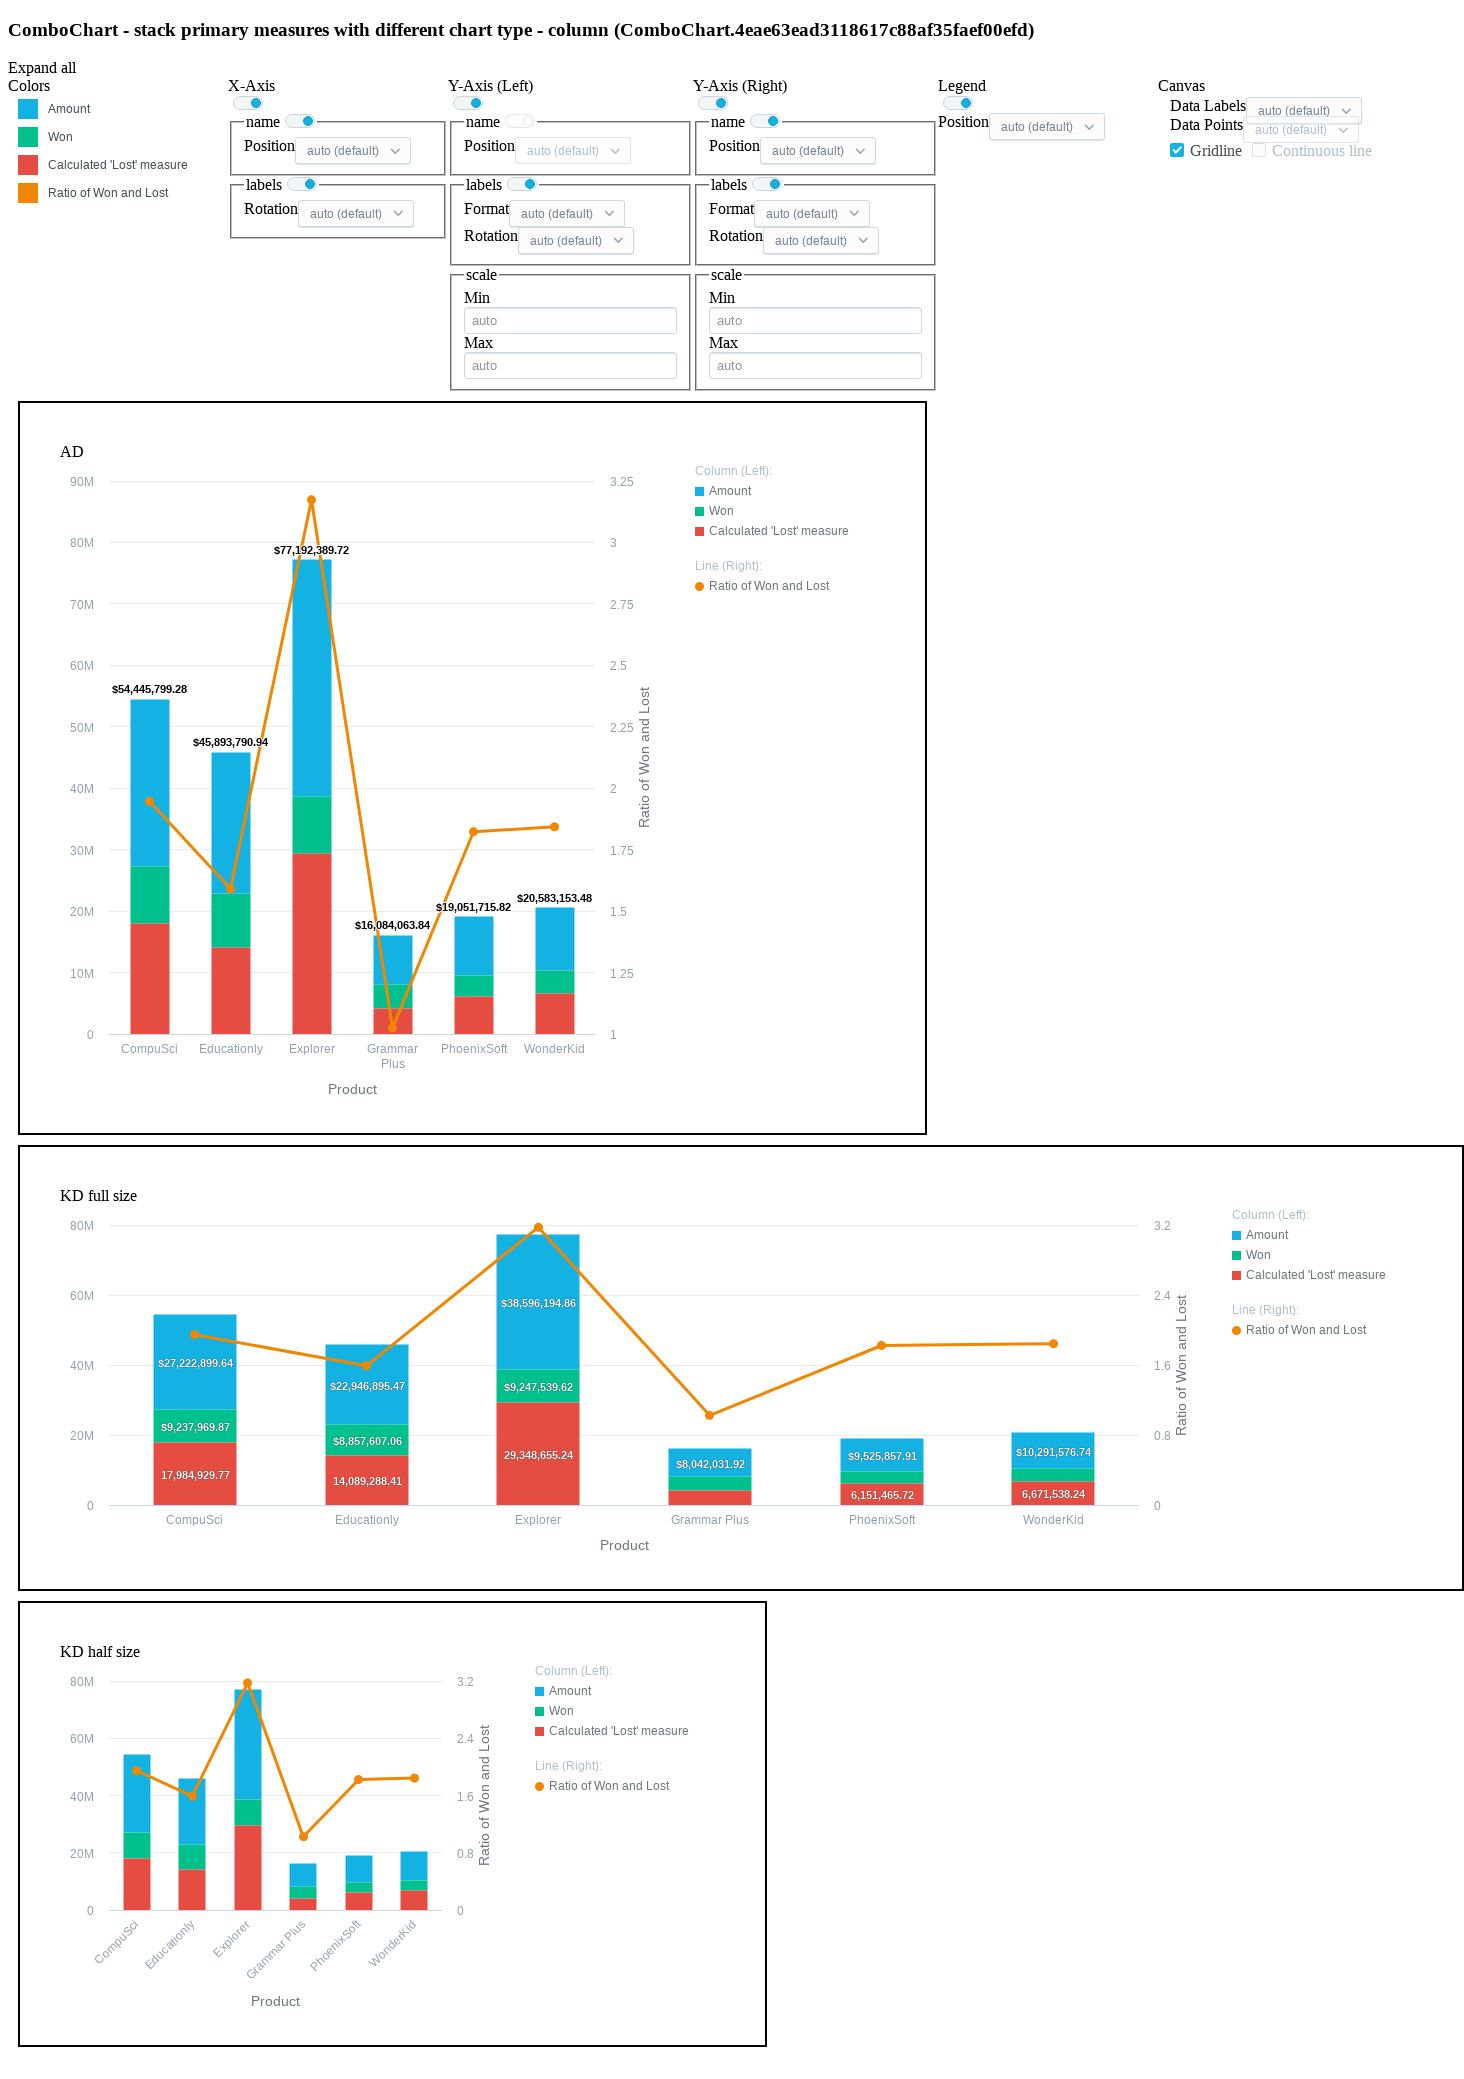 ComboChart - stack primary measures with different chart type - column (ComboChart.4eae63ead3118617c88af35faef00efd)
Expand all
Colors
Amount
Won
Calculated 'Lost' measure
Ratio of Won and Lost
X-Axis
name
Position auto (default)
labels
Rotation auto (default)
Y-Axis (Left)
name
Position auto (default)
labels
Format auto (default)
Rotation auto (default)
scale
Min
auto
Max
auto
Y-Axis (Right)
name
Position auto (default)
labels
Format auto (default)
Rotation auto (default)
scale
Min
auto
Max
auto
Legend
Position auto (default)
Canvas
Data Labels auto (default)
Data Points auto (default)
Gridline Continuous line
AD
90M
80M
70M
60M
50M
40M
30M
20M
10M
0
$54,445,799.28
$45,893,790.94
$77,192,389.72
$16,084,063.84
$19,051,715.82
$20,583,153.48
CompuSci
Educationly
Explorer
Grammar
Plus
PhoenixSoft
WonderKid
Product
3.25
3
2.75
2.5
2.25
2
1.75
1.5
1.25
1
Ratio of Won and Lost
Column (Left):
Amount
Won
Calculated 'Lost' measure
Line (Right):
Ratio of Won and Lost
KD full size
80M
60M
40M
20M
0
$27,222,899.64
$9,237,969.87
17,984,929.77
$22,946,895.47
$8,857,607.06
14,089,288.41
$38,596,194.86
$9,247,539.62
29,348,655.24
$8,042,031.92
$9,525,857.91
6,151,465.72
$10,291,576.74
6,671,538.24
CompuSci
Educationly
Explorer
Grammar Plus
PhoenixSoft
WonderKid
Product
3.2
2.4
1.6
0.8
0
Ratio of Won and Lost
Column (Left):
Amount
Won
Calculated 'Lost' measure
Line (Right):
Ratio of Won and Lost
KD half size
80M
60M
40M
20M
0
CompuSci
Educationly
Explorer
Grammar Plus
PhoenixSoft
WonderKid
Product
3.2
2.4
1.6
0.8
0
Ratio of Won and Lost
Column (Left):
Amount
Won
Calculated 'Lost' measure
Line (Right):
Ratio of Won and Lost